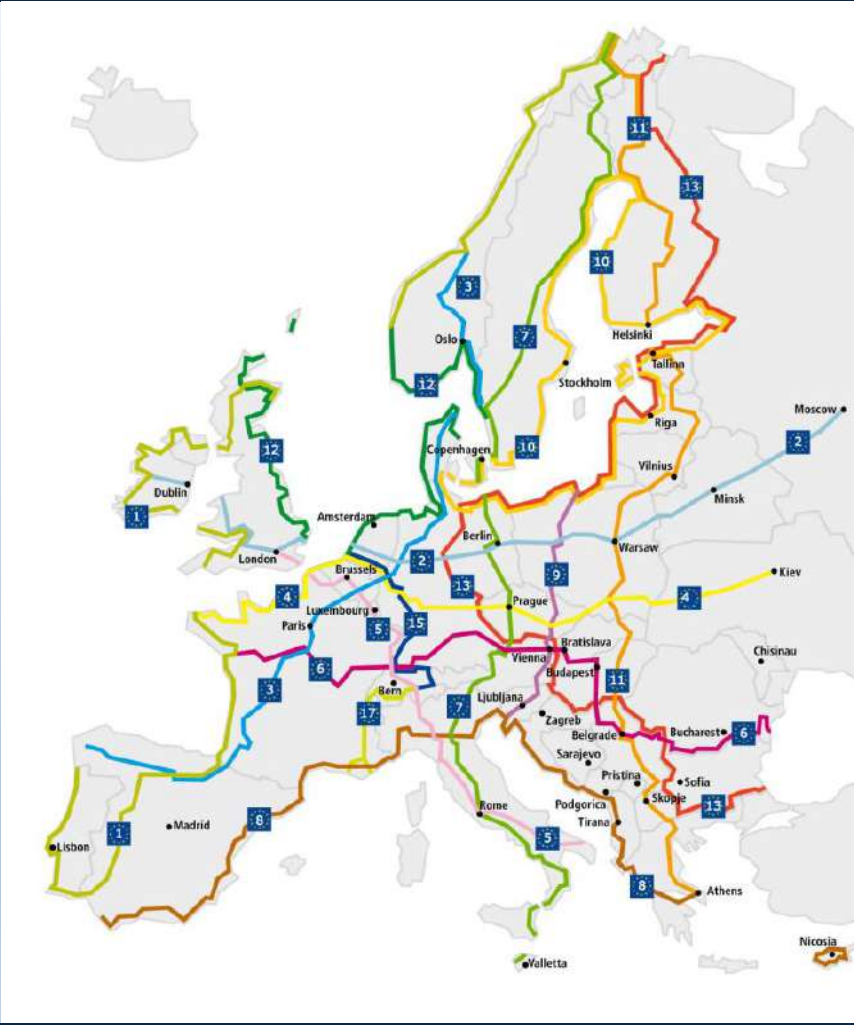 11
13
10
3
Helsinki
Oslo
7
Tallinn
Stockholm
12
Moscow
Riga
2
12
Copenhagen
10
Vilnius
Dublin
Minsk
1
Amsterdam
Berlin
Warsaw
London
2
Brussels
13
9
Kiev
4
Prague
4
Luxembourg
Paris
5
15
Bratislava
Chisinau
Vienna
6
Budapest
11
3
Bern
Ljubljana
17
7
Zagreb
Belgrade
Bucharest
6
Sarajevo
Pristina
Sofia
Podgorica
Skopje
13
Rome
8
Madrid
1
Tirana
5
Lisbon
8
Athens
Nicosia
Valletta